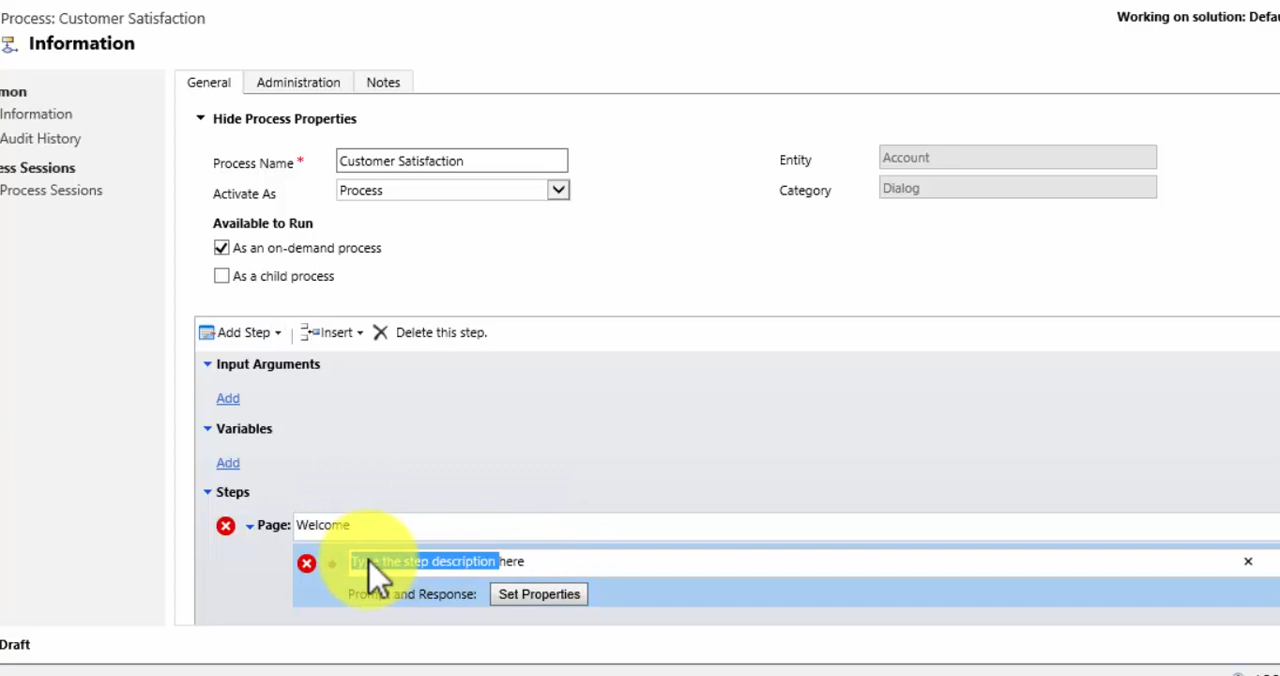 Process: Customer Satisfaction
Working on solution: Defau
Information
mon
Information
Audit History
ess Sessions
Process Sessions
General
Administration
Notes
Hide Process Properties
Process Name *
Customer Satisfaction
Activate As
Process
Entity
Account
Category
Dialog
Available to Run
As an on-demand process
As a child process
Add Step
Insert
Delete this step.
Input Arguments
Add
Variables
Add
Steps
Page: Welcome
Type the step description here
Prompt and Response: Set Properties
Draft